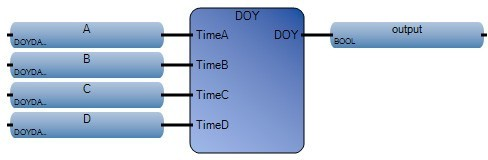 DOY
A
DOYDA...
TimeA
DOY
output
BOOL
B
DOYDA...
TimeB
C
DOYDA...
TimeC
D
DOYDA...
TimeD